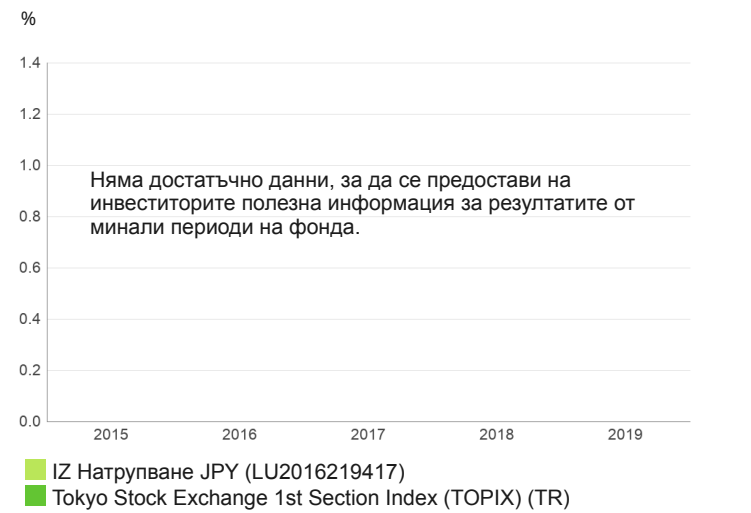 %
1.4
1.2
1.0
Няма достатъчно данни, за да се предостави на
инвеститорите полезна информация за резултатите от
0.8
минали периоди на фонда.
0.6
0.4
0.2
0.0
2015 2016 2017 2018 2019
IZ Натрупване JPY (LU2016219417)
Tokyo Stock Exchange 1st Section Index (TOPIX) (TR)